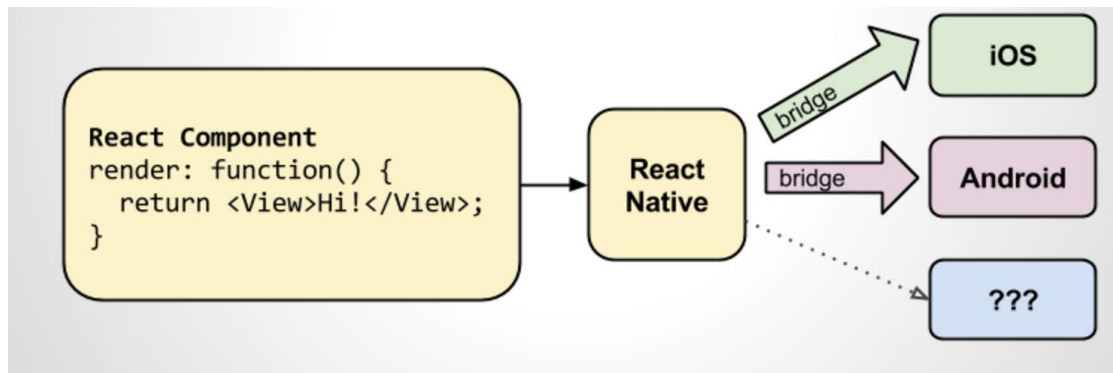 React Component
render: function() {
  return <View>Hi!</View>;
}
React
Native
bridge
iOS
bridge
Android
???